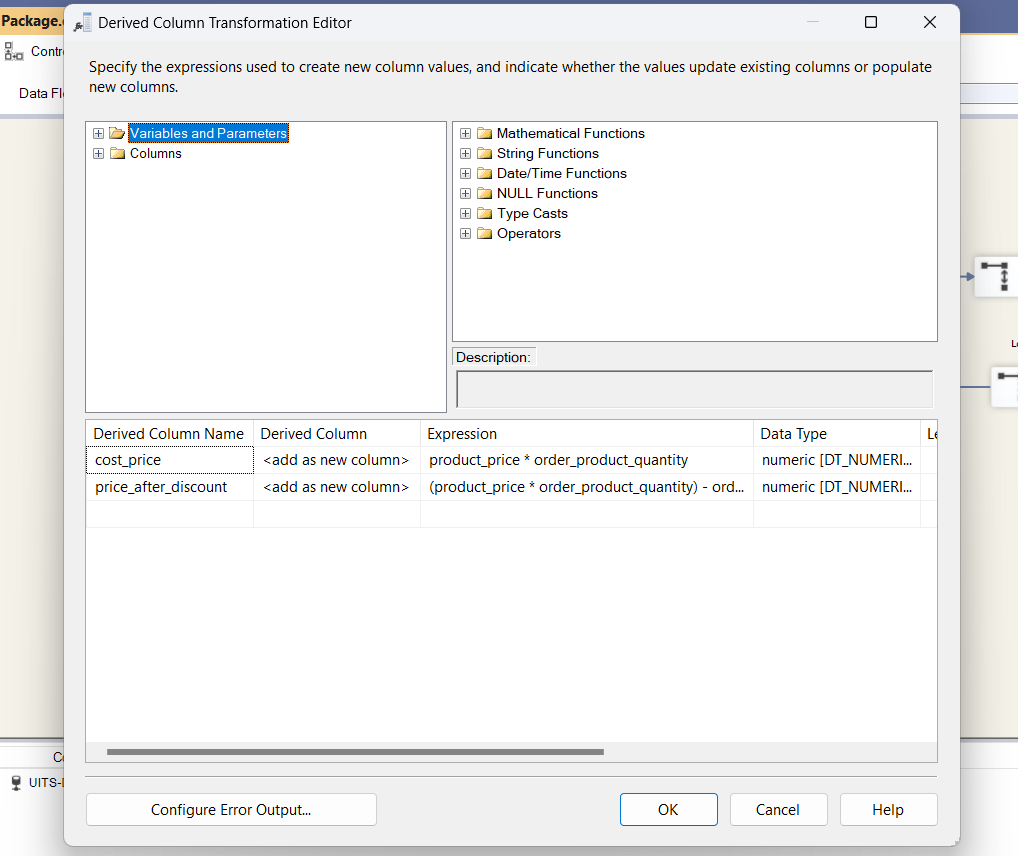 Package.
Derived Column Transformation Editor
Contr
Data Fl
Specify the expressions used to create new column values, and indicate whether the values update existing columns or populate
new columns.
Variables and Parameters
Columns
Mathematical Functions
String Functions
Date/Time Functions
NULL Functions
Type Casts
Operators
Description:
Derived Column Name Derived Column Expression Data Type Le
cost_price <add as new column> product_price * order_product_quantity numeric [DT_NUMERI...
price_after_discount <add as new column> (product_price * order_product_quantity) - ord... numeric [DT_NUMERI...
UITS-
Configure Error Output...
OK
Cancel
Help